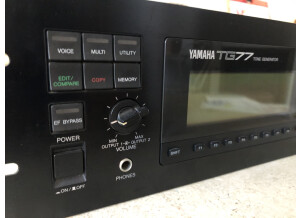 VOICE MULTI UTILITY
YAMAHA TG77 TONE GENERATOR
EDIT/
COMPARE
COPY MEMORY
EF BYPASS
MIN MAX
OUTPUT 1 OUTPUT 2
VOLUME
POWER
PHONES
ON / OFF
SHIFT